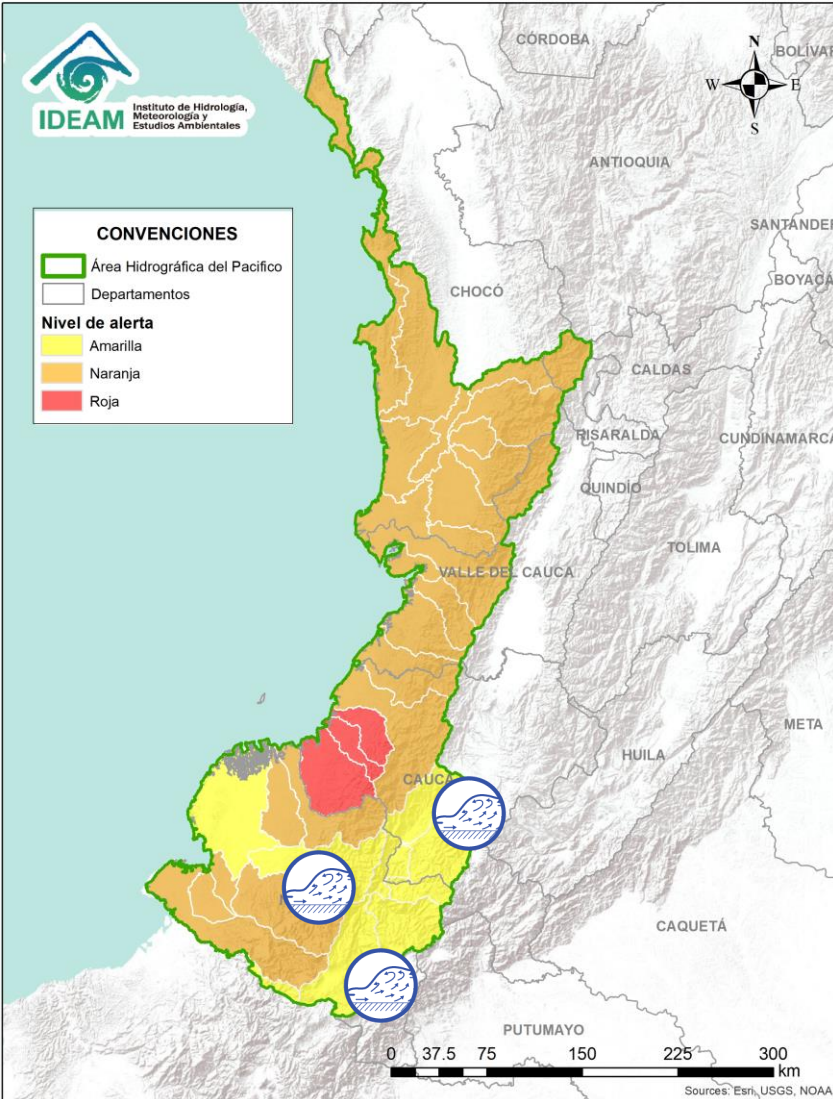 IDEAM
Instituto de Hidrología,
Meteorología y
Estudios Ambientales
CÓRDOBA
BOLÍVAR
N
W
E
S
ANTIOQUIA
SANTANDER
BOYACÁ
CHOCÓ
CONVENCIONES
Área Hidrográfica del Pacifico
Departamentos
Nivel de alerta
Amarilla
Naranja
Roja
CALDAS
RISARALDA
CUNDINAMARCA
QUINDÍO
TOLIMA
VALLE DEL CAUCA
META
HUILA
CAUCA
CAQUETÁ
PUTUMAYO
0 37.5 75 150 225 300
km
Sources: Esri, USGS, NOAA